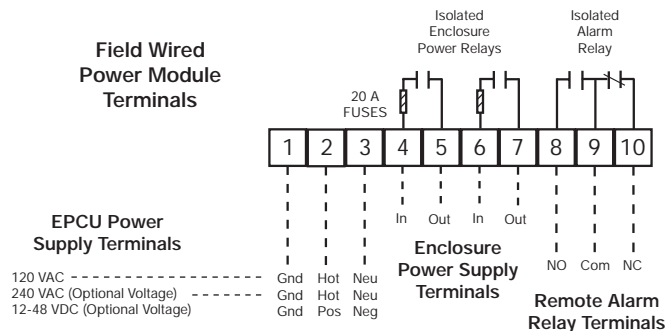 Field Wired
Power Module
Terminals
Isolated
Enclosure
Power Relays
Isolated
Alarm
Relay
20 A
FUSES
1 2 3 4 5 6 7 8 9 10
In Out In Out
EPCU Power
Supply Terminals
Enclosure
Power Supply
Terminals
NO Com NC
Remote Alarm
Relay Terminals
120 VAC Gnd Hot Neu
240 VAC (Optional Voltage) Gnd Hot Neu
12-48 VDC (Optional Voltage) Gnd Pos Neg